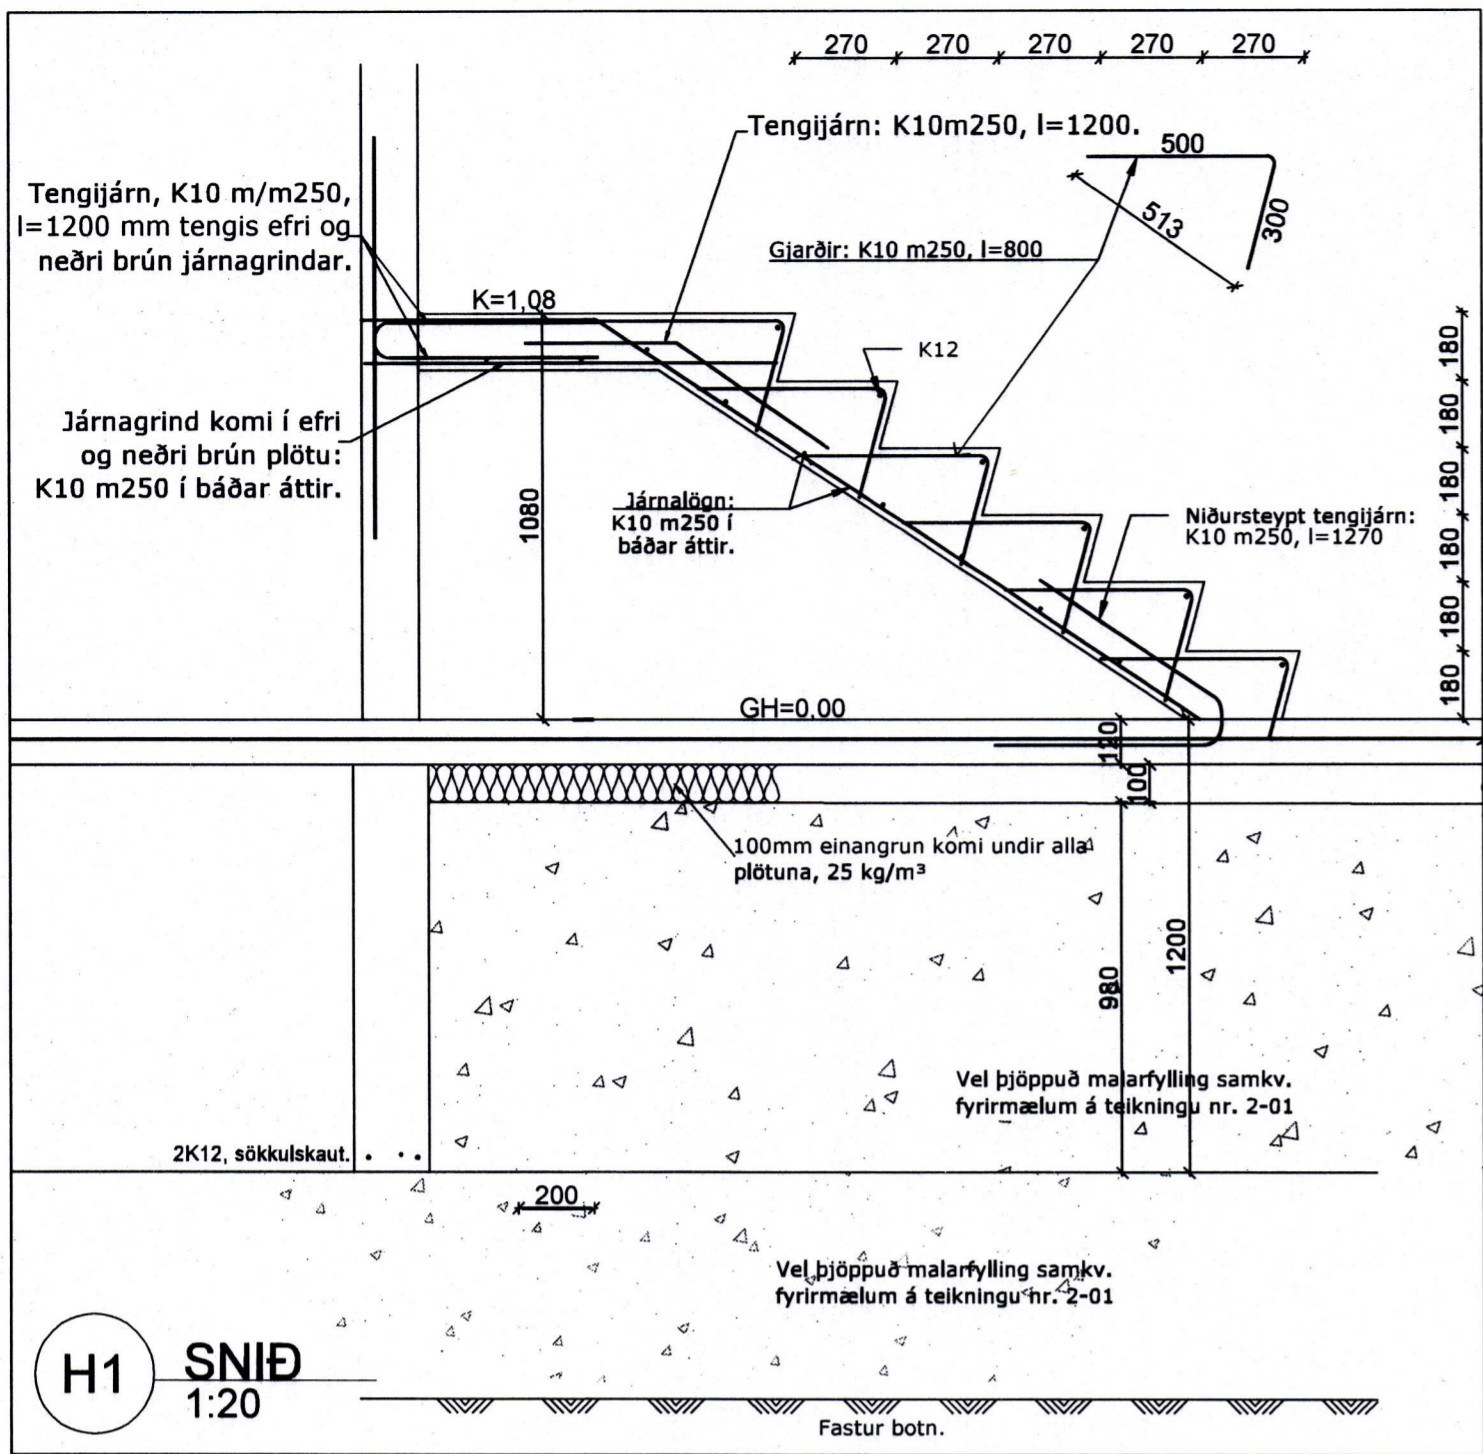 270 270 270 270 270
Tengijárn: K10m250, l=1200.
500
300
513
Tengijárn, K10 m/m250,
l=1200 mm tengis efri og
neðri brún járnagrindar.
Gjarðir: K10 m250, l=800
K=1,08
K12
180
180
180
180
180
180
Járnagrind komi í efri
og neðri brún plötu:
K10 m250 í báðar áttir.
1080
Járnalögn:
K10 m250 í
báðar áttir.
Niðursteypt tengijárn:
K10 m250, l=1270
GH=0,00
120
100
100mm einangrun komi undir alla
plötuna, 25 kg/m³
980
1200
Vel þjöppuð malarfylling samkv.
fyrirmælum á teikningu nr. 2-01
2K12, sökkulskaut.
200
Vel þjöppuð malarfylling samkv.
fyrirmælum á teikningu nr. 2-01
H1
SNIÐ
1:20
Fastur botn.